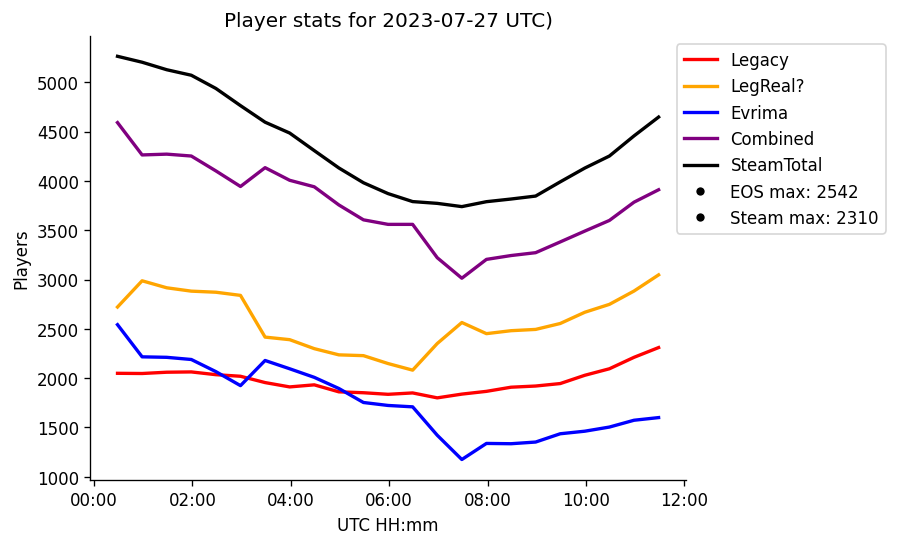 Player stats for 2023-07-27 UTC)
Legacy
LegReal?
Evrima
Combined
SteamTotal
EOS max: 2542
Steam max: 2310
Players
5000
4500
4000
3500
3000
2500
2000
1500
1000
00:00 02:00 04:00 06:00 08:00 10:00 12:00
UTC HH:mm